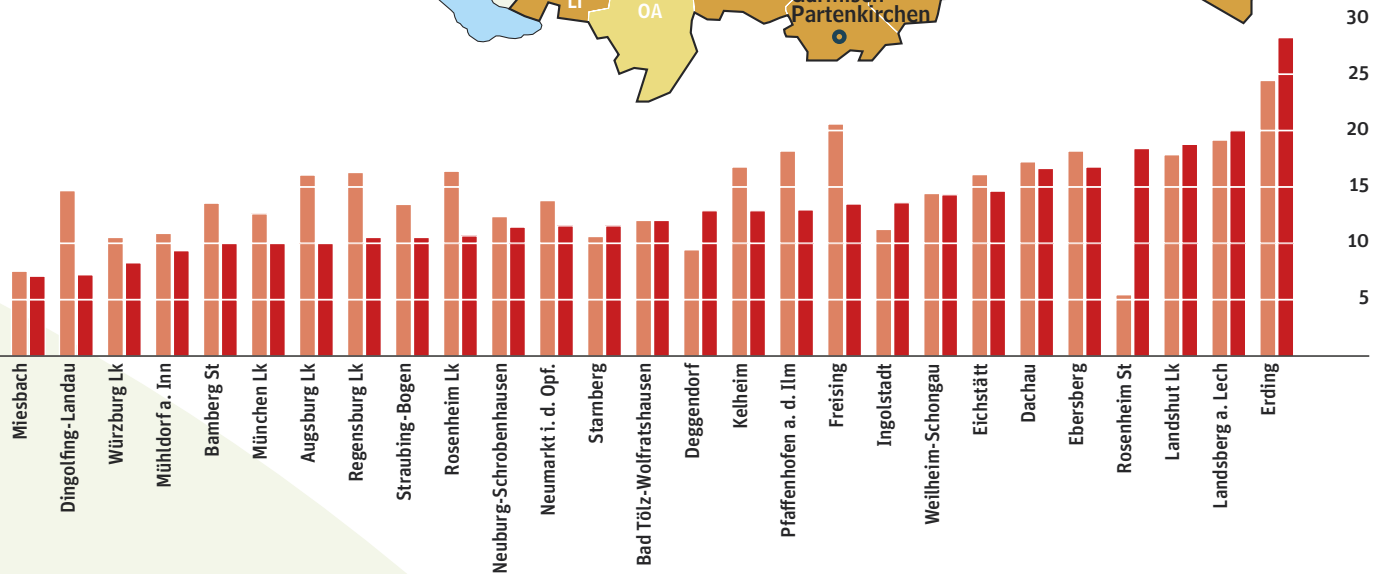 LI
OA
Garmisch-
Partenkirchen
30
25
20
15
10
5
Miesbach
Dingolfing-Landau
Würzburg Lk
Mühldorf a. Inn
Bamberg St
München Lk
Augsburg Lk
Regensburg Lk
Straubing-Bogen
Rosenheim Lk
Neuburg-Schrobenhausen
Neumarkt i. d. Opf.
Starnberg
Bad Tölz-Wolfratshausen
Deggendorf
Kelheim
Pfaffenhofen a. d. Ilm
Freising
Ingolstadt
Weilheim-Schongau
Eichstätt
Dachau
Ebersberg
Rosenheim St
Landshut Lk
Landsberg a. Lech
Erding